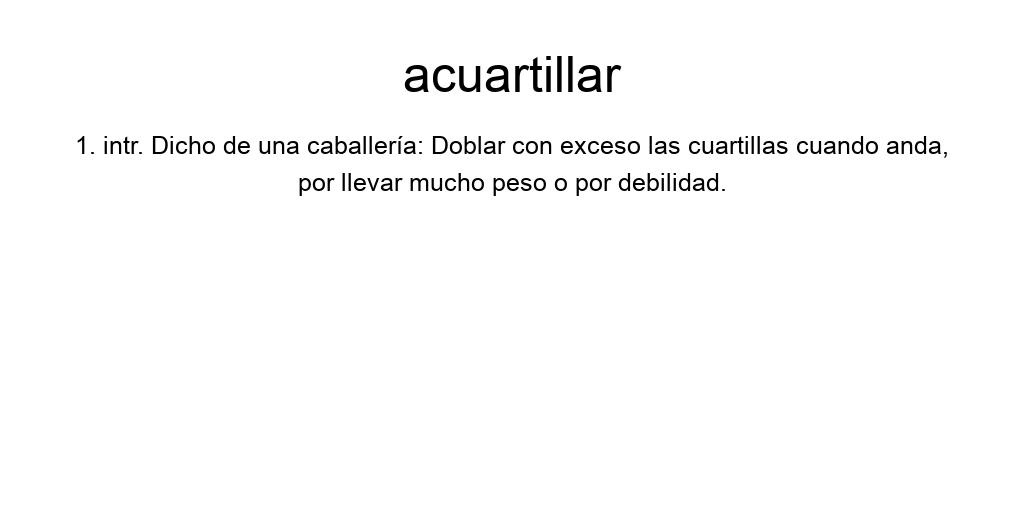 acuartillar
1. intr. Dicho de una caballería: Doblar con exceso las cuartillas cuando anda,
por llevar mucho peso o por debilidad.